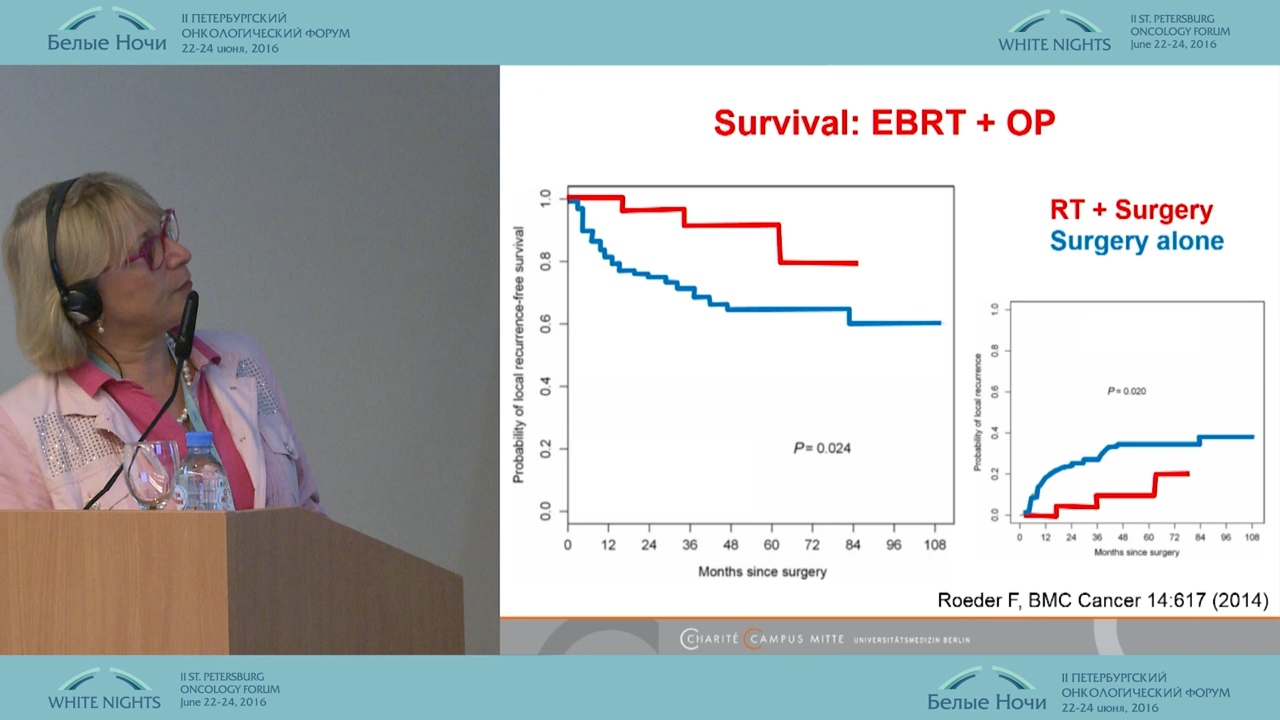 II ПЕТЕРБУРГСКИЙ
ОНКОЛОГИЧЕСКИЙ ФОРУМ
Белые Ночи
22-24 июня, 2016
II ST. PETERSBURG
ONCOLOGY FORUM
WHITE NIGHTS
June 22-24, 2016
Survival: EBRT + OP
RT + Surgery
Surgery alone
Probability of local recurrence-free survival
1.0
0.8
0.6
0.4
0.2
0.0
P= 0.024
0 12 24 36 48 60 72 84 96 108
Months since surgery
Probability of local recurrence
1.0
0.8
0.6
0.4
0.2
0.0
P= 0.020
0 12 24 36 48 60 72 84 96 108
Months since surgery
Roeder F, BMC Cancer 14:617 (2014)
CHARITÉ CAMPUS MITTE UNIVERSITÄTSMEDIZIN BERLIN
II ST. PETERSBURG
ONCOLOGY FORUM
WHITE NIGHTS
June 22-24, 2016
II ПЕТЕРБУРГСКИЙ
ОНКОЛОГИЧЕСКИЙ ФОРУМ
Белые Ночи
22-24 июня, 2016